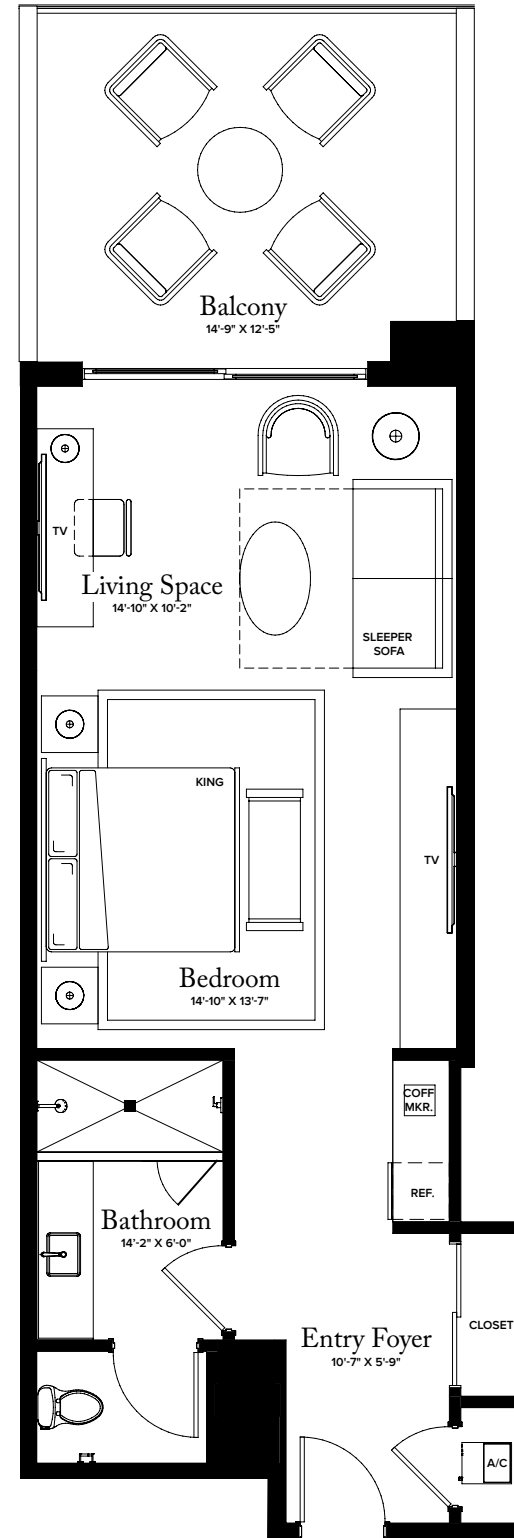 Balcony
14'-9" X 12'-5"
TV
Living Space
14'-10" X 10'-2"
SLEEPER
SOFA
KING
TV
Bedroom
14'-10" X 13'-7"
COFF
MKR.
REF.
Bathroom
14'-2" X 6'-0"
Entry Foyer
10'-7" X 5'-9"
CLOSET
A/C